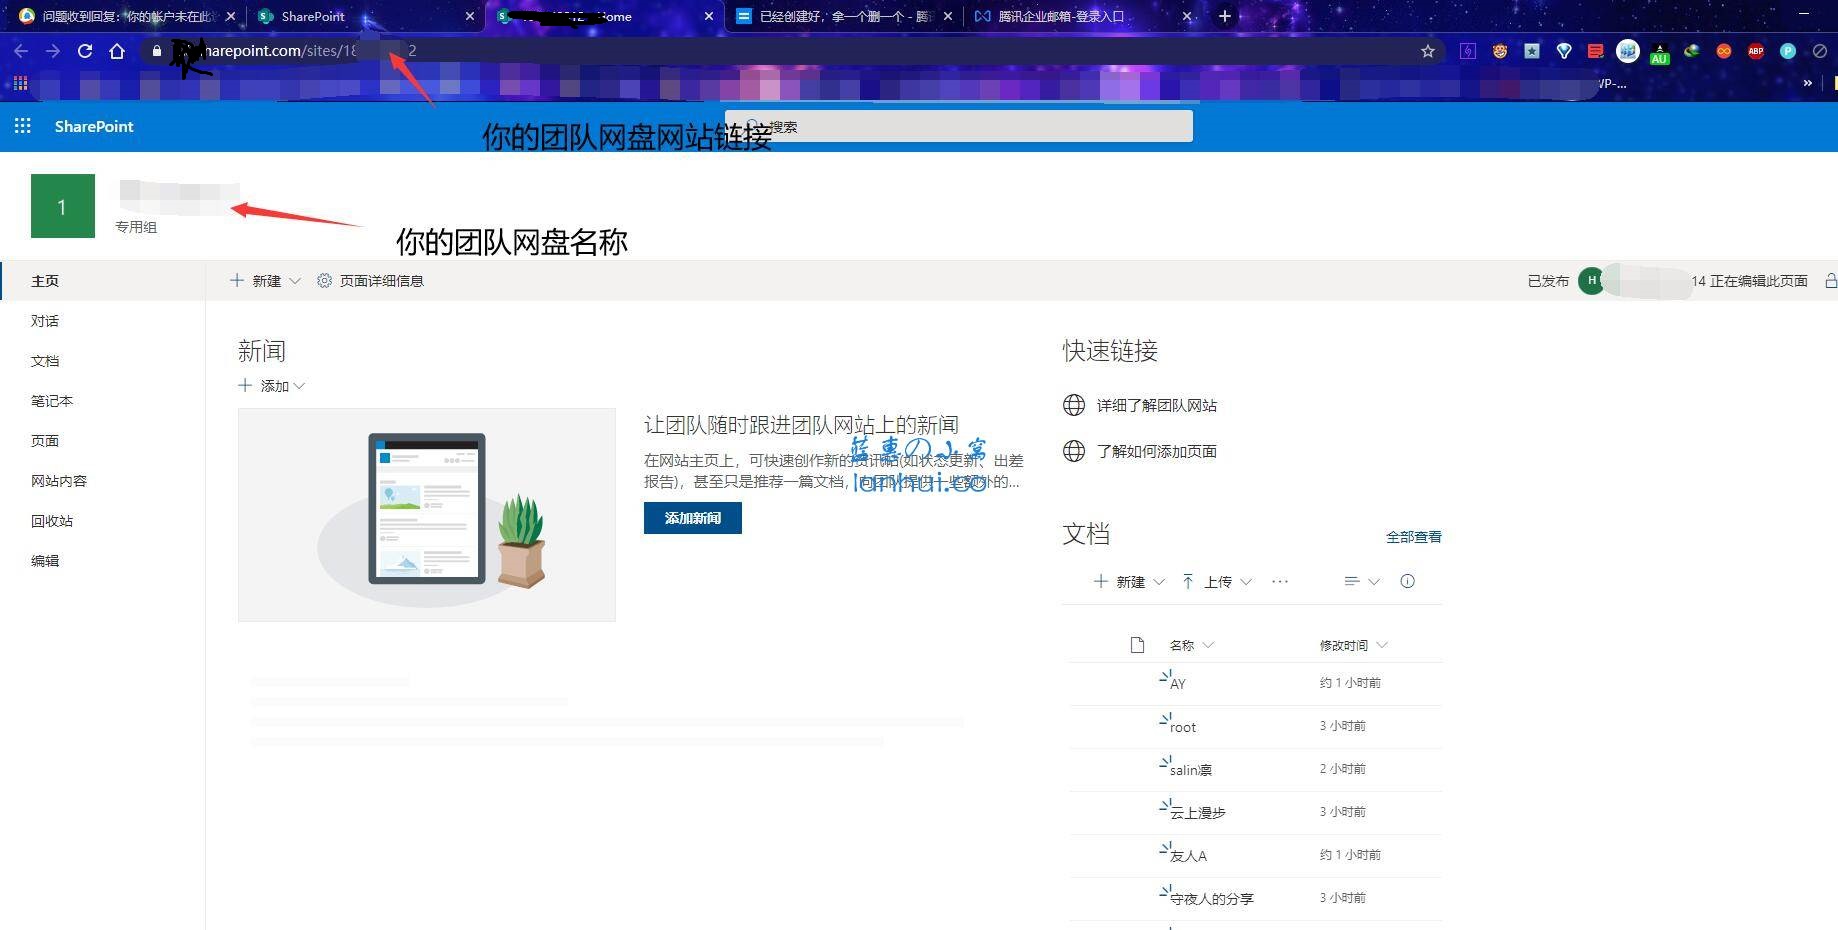 问题收到回复：你的帐户未在此
SharePoint
Home
已经创建好，拿一个删一个 - 腾
腾讯企业邮箱-登录入口
harepoint.com/sites/18
2
VP-...
SharePoint
搜索
你的团队网盘网站链接
1
专用组
你的团队网盘名称
主页
新建
页面详细信息
已发布
H
14 正在编辑此页面
对话
文档
笔记本
页面
网站内容
回收站
编辑
新闻
添加
让团队随时跟进团队网站上的新闻
在网站主页上，可快速创作新的资讯帖(如状态更新、出差
报告)，甚至只是推荐一篇文档，向团队提供一些额外的...
添加新闻
蓝惠の小窝
lanhui.co
快速链接
详细了解团队网站
了解如何添加页面
文档
全部查看
新建
上传
名称
修改时间
AY
约 1 小时前
root
3 小时前
salin凛
2 小时前
云上漫步
3 小时前
友人A
约 1 小时前
守夜人的分享
3 小时前